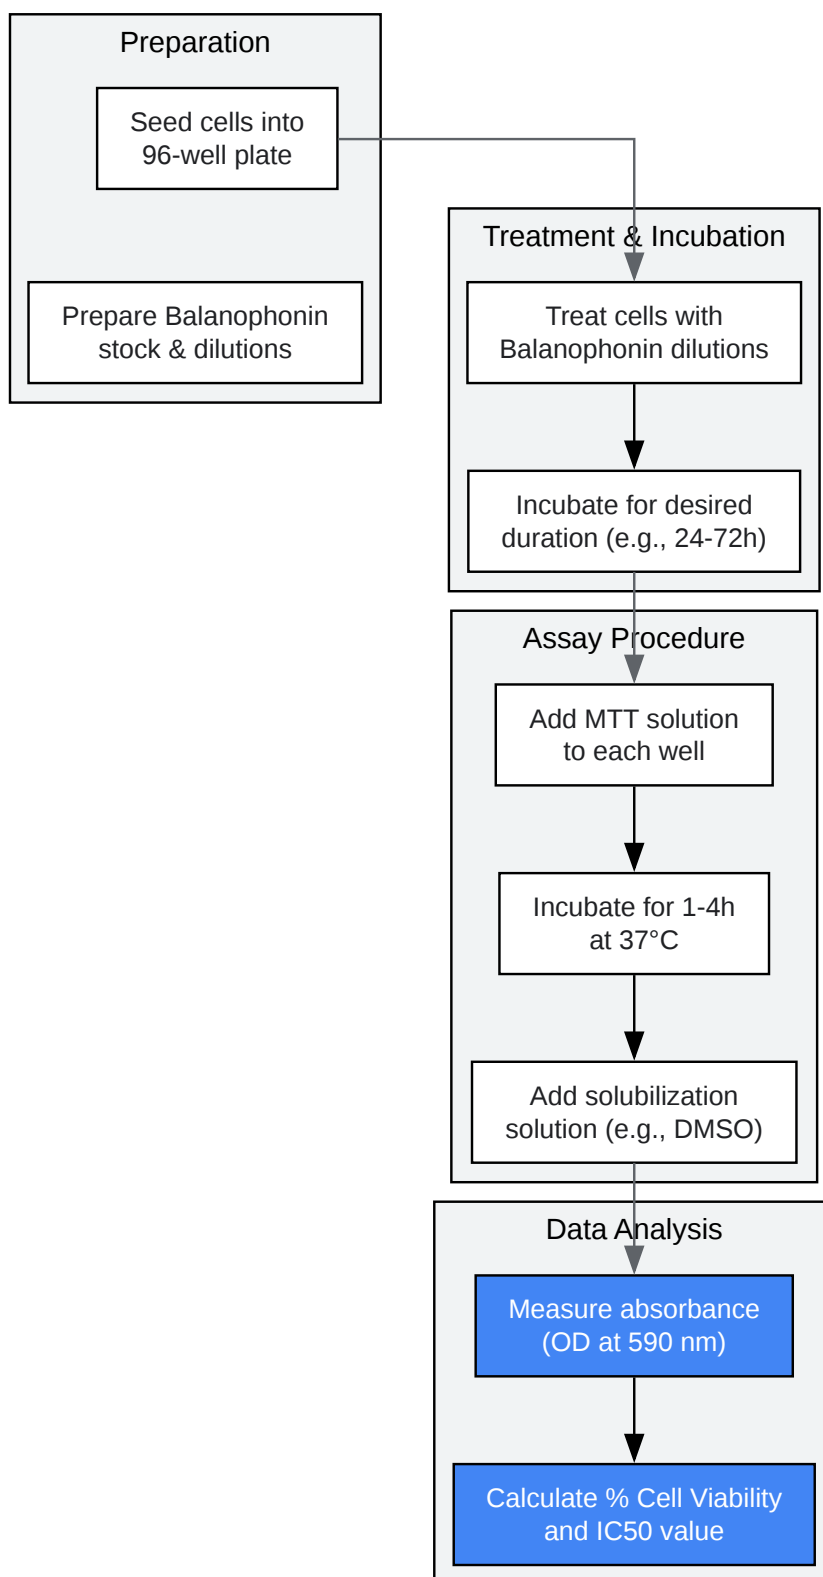 Preparation
Seed cells into
96-well plate
Prepare Balanophonin
stock & dilutions
Treatment & Incubation
Treat cells with
Balanophonin dilutions
Incubate for desired
duration (e.g., 24-72h)
Assay Procedure
Add MTT solution
to each well
Incubate for 1-4h
at 37°C
Add solubilization
solution (e.g., DMSO)
Data Analysis
Measure absorbance
(OD at 590 nm)
Calculate % Cell Viability
and IC50 value